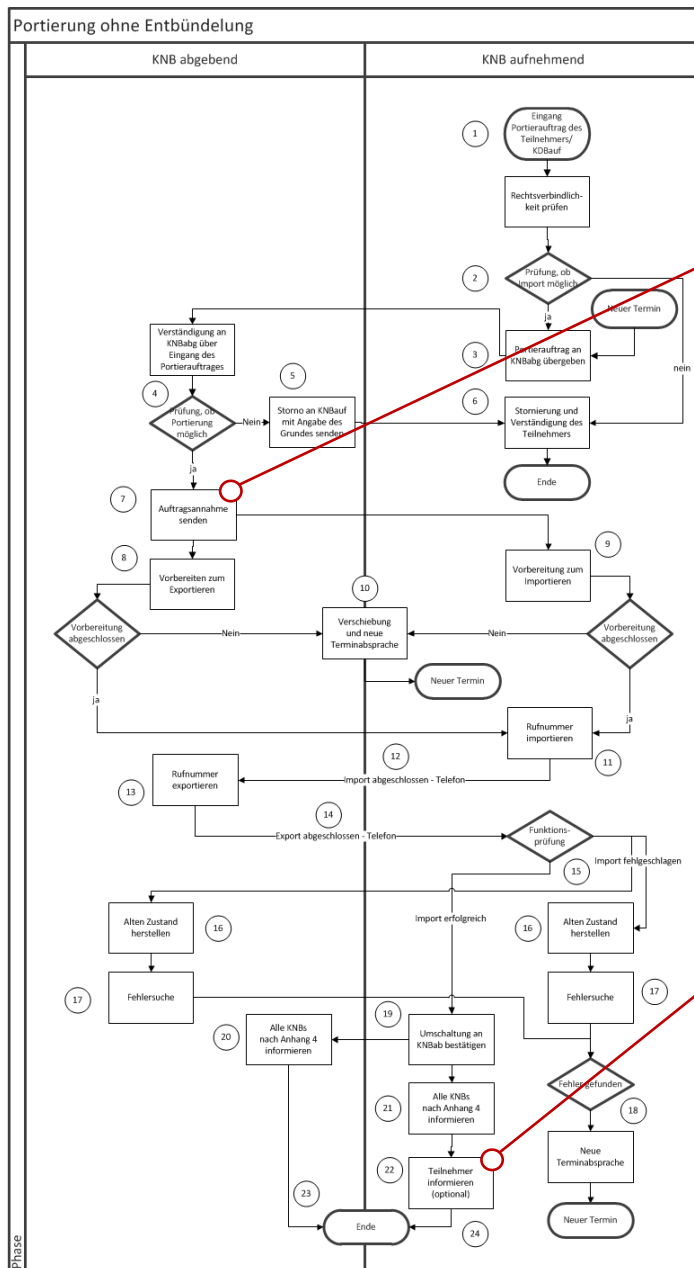 Portierung ohne Entbündelung
KNB abgebend
KNB aufnehmend
1
Eingang
Portierauftrag des
Teilnehmers/
KDBauf
Rechtsverbindlich-
keit prüfen
2
Prüfung, ob
Import möglich
ja
nein
Neuer Termin
3
Portierauftrag an
KNBabg übergeben
Verständigung an
KNBabg über
Eingang des
Portierauftrages
4
Prüfung, ob
Portierung
möglich
Nein
ja
5
Storno an KNBauf
mit Angabe des
Grundes senden
6
Stornierung und
Verständigung des
Teilnehmers
Ende
7
Auftragsannahme
senden
8
Vorbereiten zum
Exportieren
9
Vorbereitung zum
Importieren
10
Vorbereitung
abgeschlossen
Nein
Verschiebung
und neue
Terminabsprache
Nein
Vorbereitung
abgeschlossen
Neuer Termin
ja
ja
Rufnummer
importieren
11
12
Import abgeschlossen - Telefon
13
Rufnummer
exportieren
14
Export abgeschlossen - Telefon
Funktions-
prüfung
15
Import fehlgeschlagen
Import erfolgreich
Alten Zustand
herstellen
16
16
Alten Zustand
herstellen
17
Fehlersuche
Fehlersuche
17
19
20
Alle KNBs
nach Anhang 4
informieren
Umschaltung an
KNBab bestätigen
Fehler gefunden
18
21
Alle KNBs
nach Anhang 4
informieren
Neue
Terminabsprache
22
Teilnehmer
informieren
(optional)
23
Ende
24
Neuer Termin
Phase